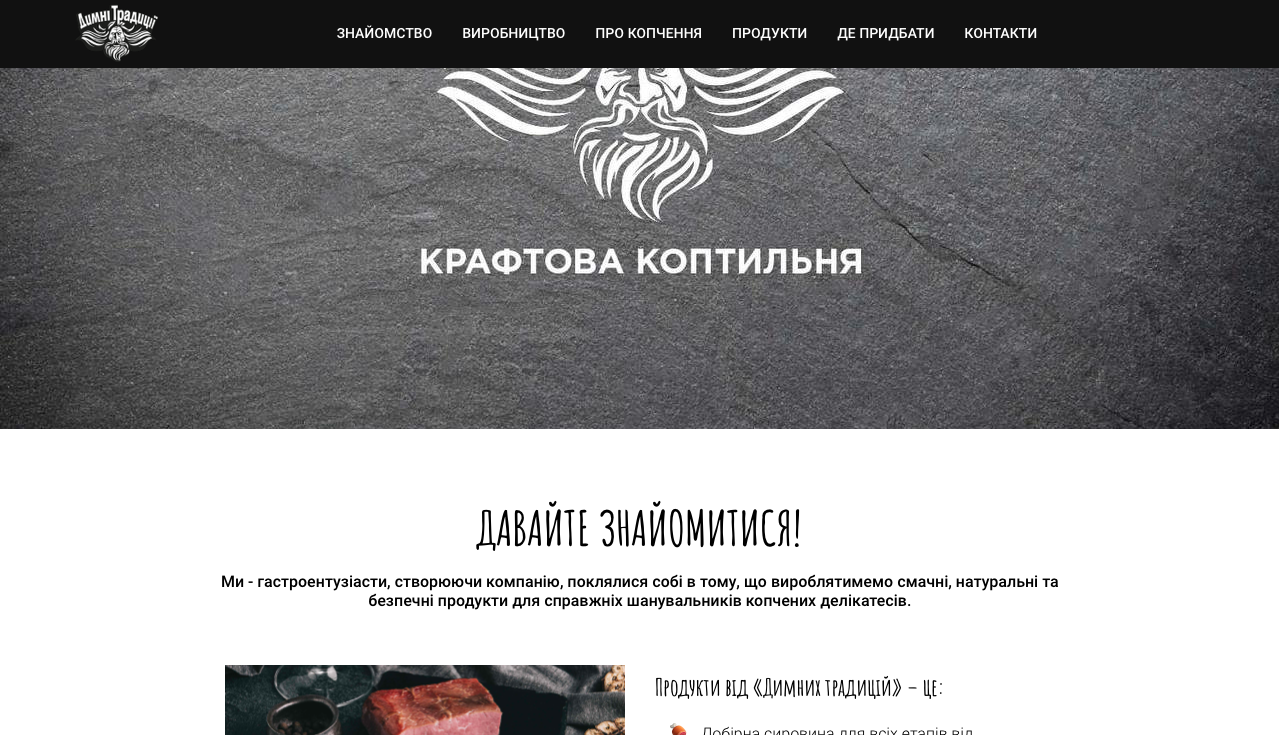 Димні Традиції
ЗНАЙОМСТВО ВИРОБНИЦТВО ПРО КОПЧЕННЯ ПРОДУКТИ ДЕ ПРИДБАТИ КОНТАКТИ
КРАФТОВА КОПТИЛЬНЯ
ДАВАЙТЕ ЗНАЙОМИТИСЯ!
Ми - гастроентузіасти, створюючи компанію, поклялися собі в тому, що вироблятимемо смачні, натуральні та
безпечні продукти для справжніх шанувальників копчених делікатесів.
Продукти від «Димних традицій» – це:
Добірна сировина для всіх етапів від